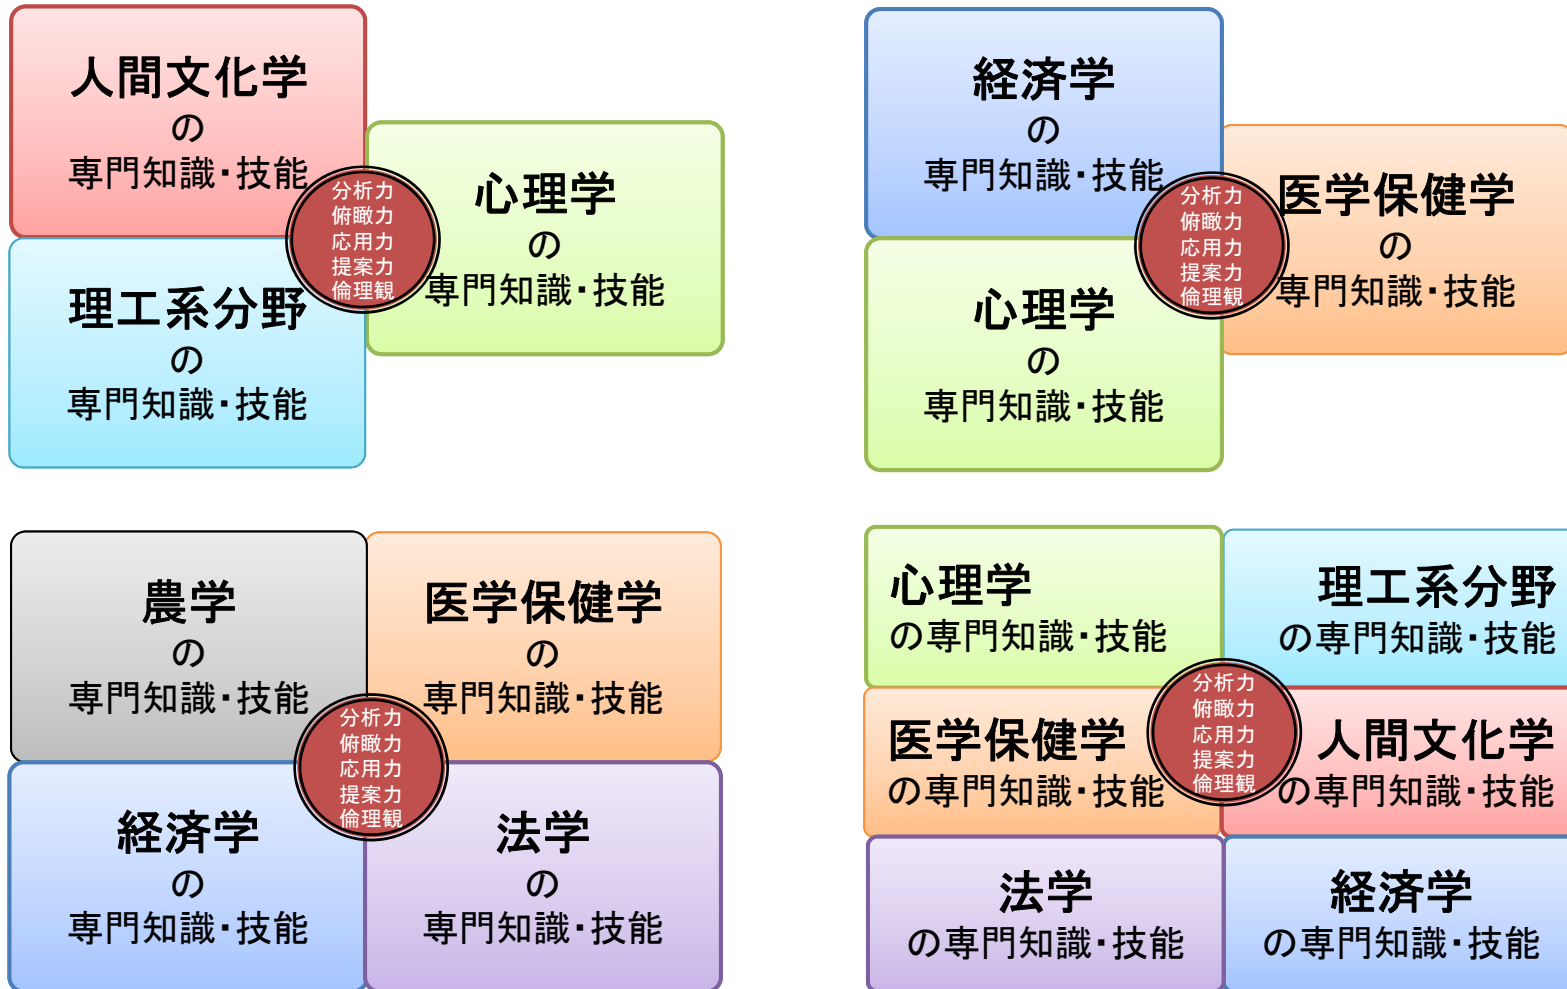 人間文化学
の
専門知識・技能
理工系分野
の
専門知識・技能
心理学
の
専門知識・技能
分析力
俯瞰力
応用力
提案力
倫理観
経済学
の
専門知識・技能
心理学
の
専門知識・技能
医学保健学
の
専門知識・技能
分析力
俯瞰力
応用力
提案力
倫理観
農学
の
専門知識・技能
医学保健学
の
専門知識・技能
経済学
の
専門知識・技能
法学
の
専門知識・技能
分析力
俯瞰力
応用力
提案力
倫理観
心理学
の専門知識・技能
理工系分野
の専門知識・技能
医学保健学
の専門知識・技能
人間文化学
の専門知識・技能
法学
の専門知識・技能
経済学
の専門知識・技能
分析力
俯瞰力
応用力
提案力
倫理観